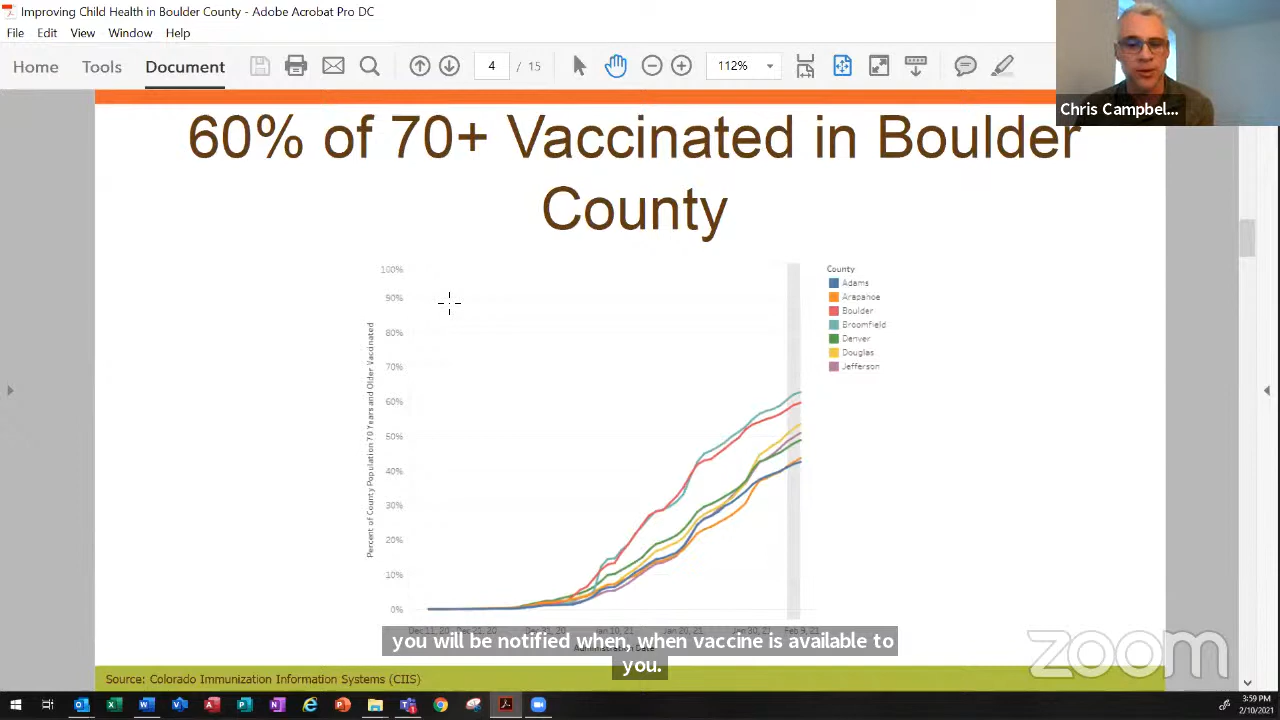 Improving Child Health in Boulder County - Adobe Acrobat Pro DC
File Edit View Window Help
Home Tools Document 4 / 15 112%
Chris Campbel...
60% of 70+ Vaccinated in Boulder
County
100%
90%
80%
70%
60%
50%
40%
30%
20%
10%
0%
Percent of County Population 70 Years and Older Vaccinated
County
Adams
Arapahoe
Boulder
Broomfield
Denver
Douglas
Jefferson
you will be notified when, when vaccine is available to
you.
zoom
Source: Colorado Immunization Information Systems (CIIS)
3:59 PM
2/10/2021